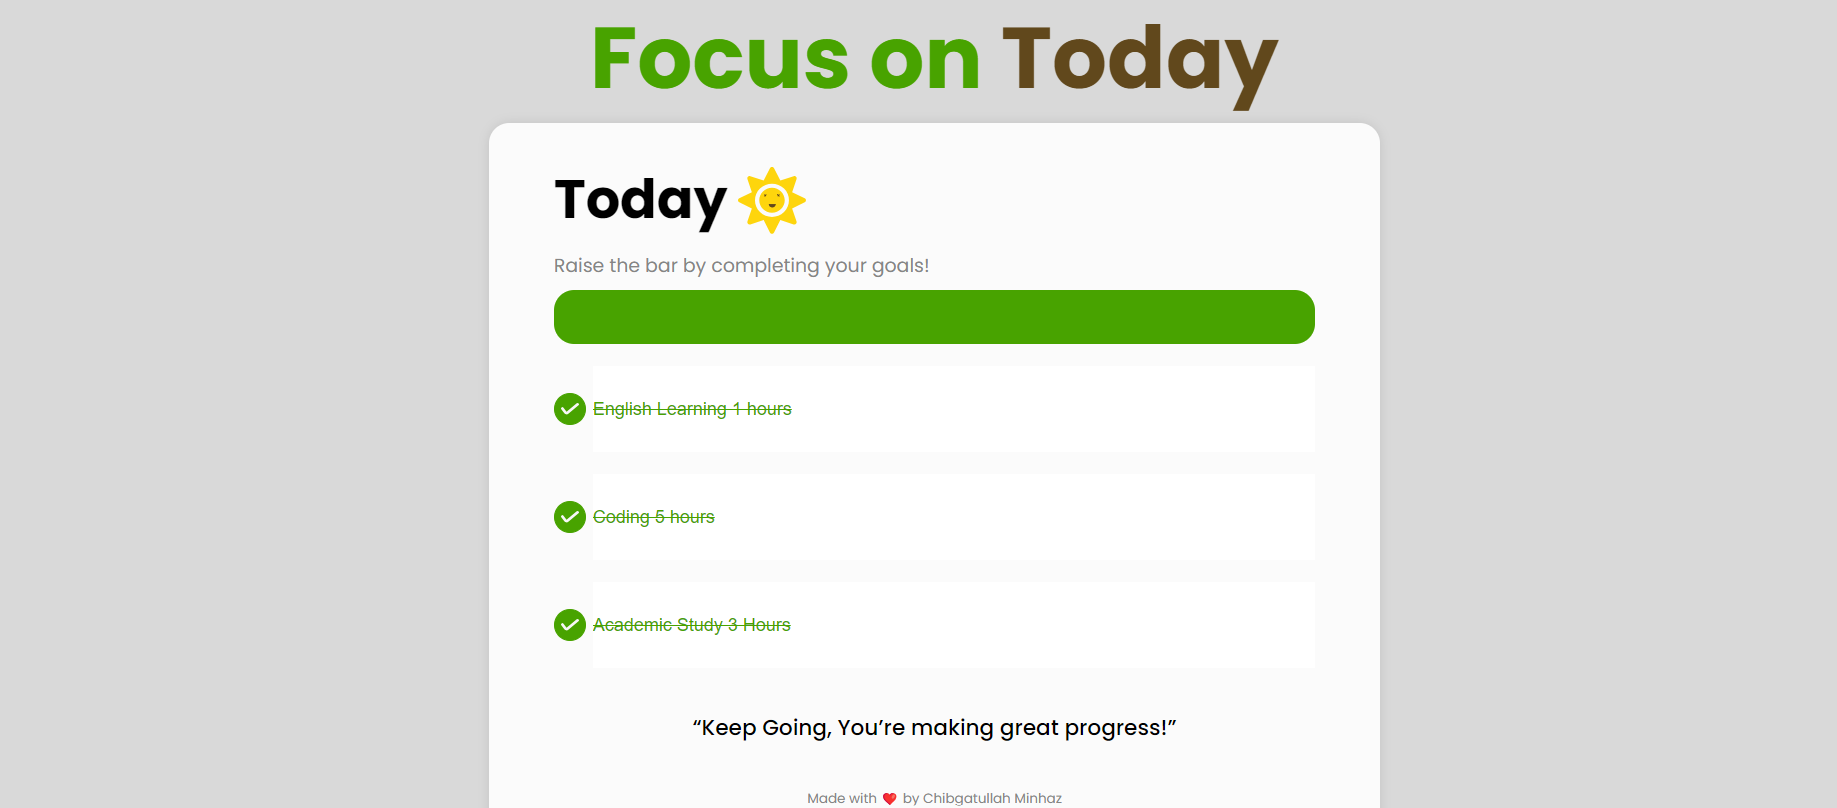 Focus on Today
Today
Raise the bar by completing your goals!
English Learning 1 hours
Coding 5 hours
Academic Study 3 Hours
“Keep Going, You’re making great progress!”
Made with ❤️ by Chibgatullah Minhaz